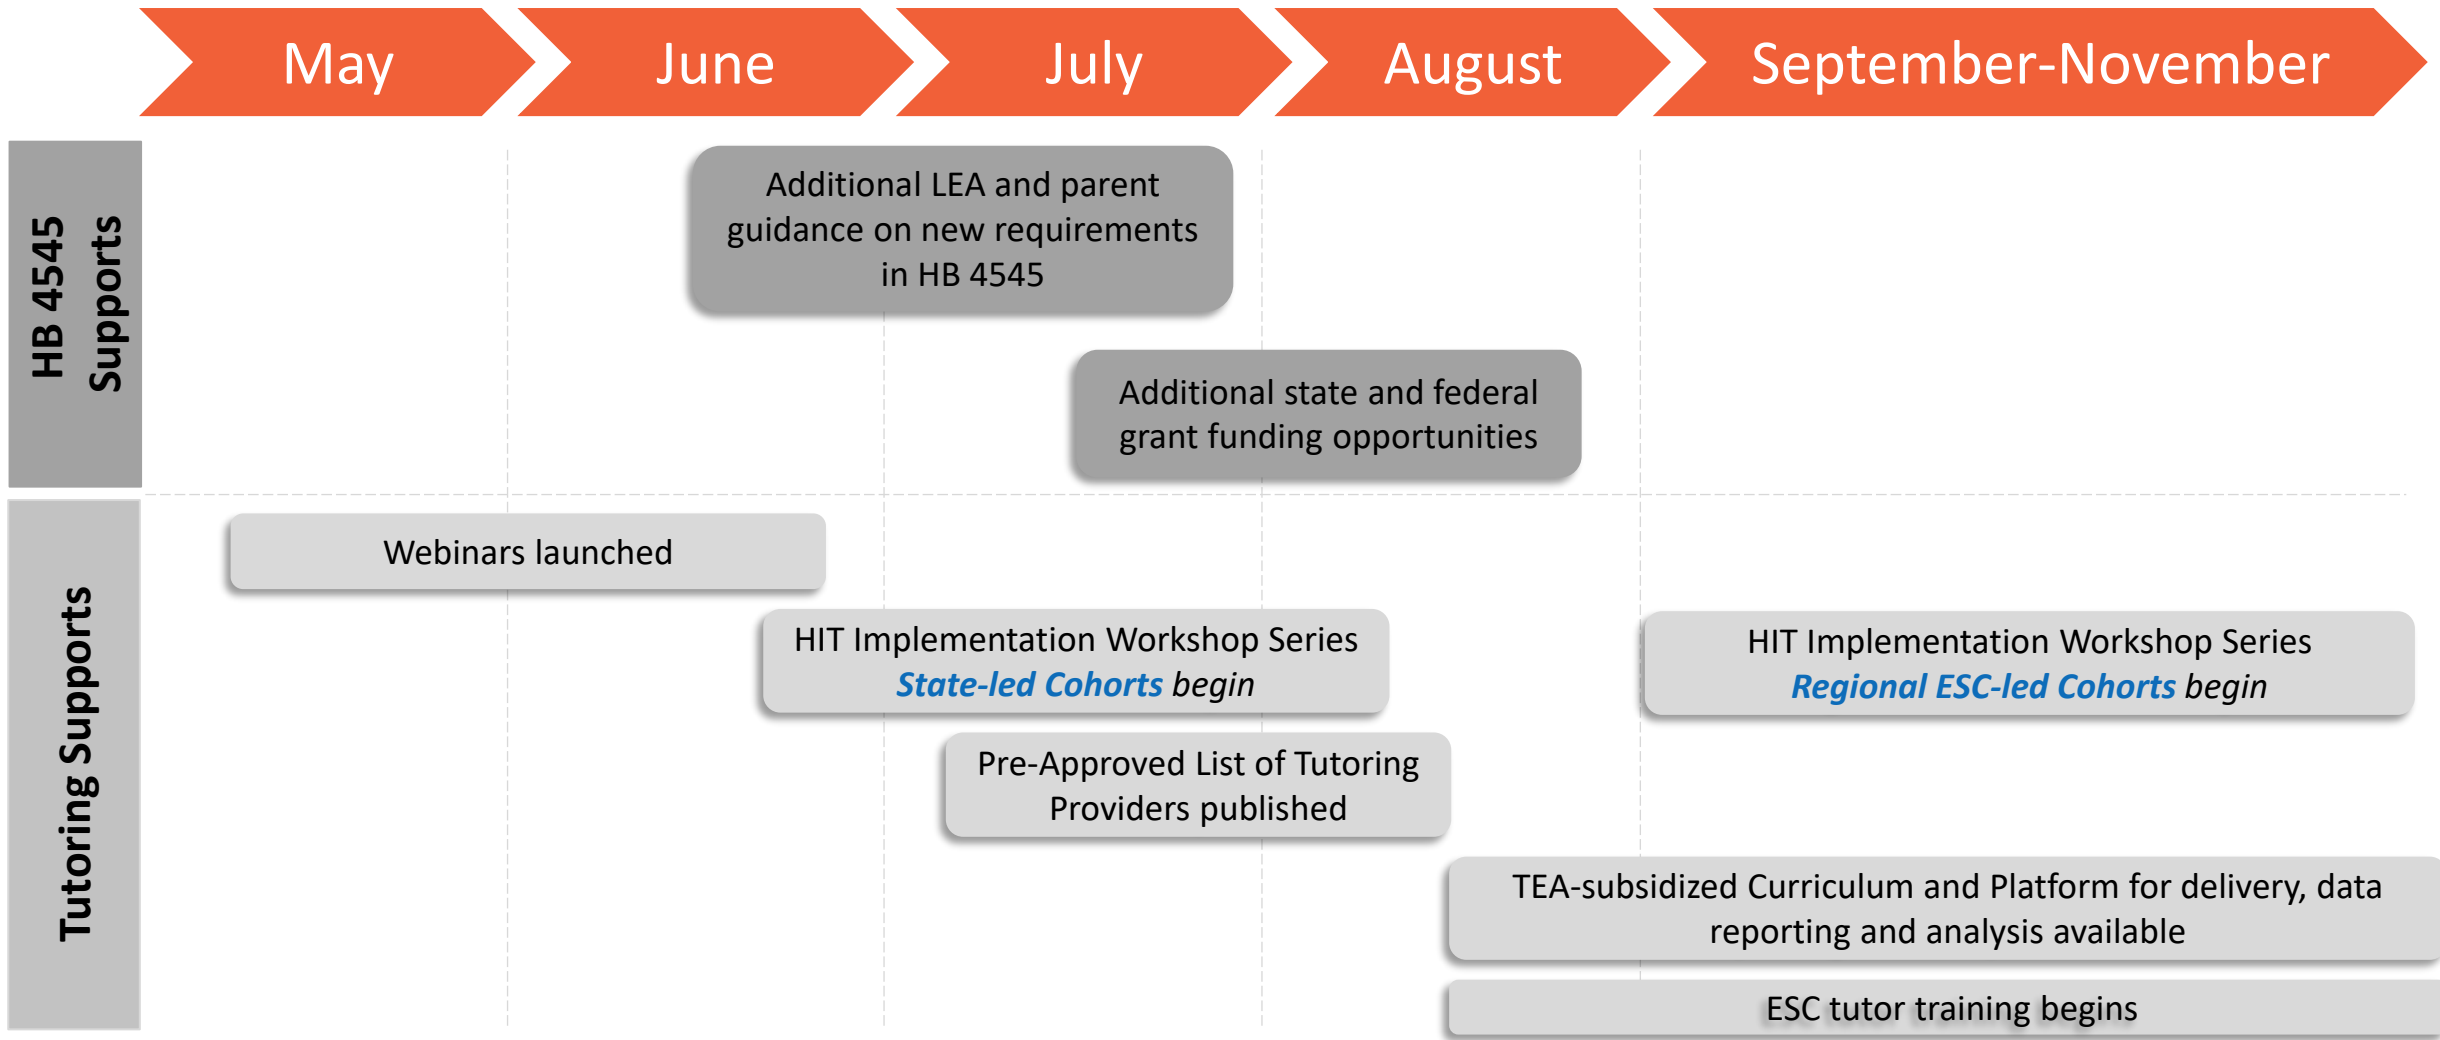 May
June
July
August
September-November
HB 4545
Supports
Additional LEA and parent
guidance on new requirements
in HB 4545
Additional state and federal
grant funding opportunities
Tutoring Supports
Webinars launched
HIT Implementation Workshop Series
State-led Cohorts begin
HIT Implementation Workshop Series
Regional ESC-led Cohorts begin
Pre-Approved List of Tutoring
Providers published
TEA-subsidized Curriculum and Platform for delivery, data
reporting and analysis available
ESC tutor training begins